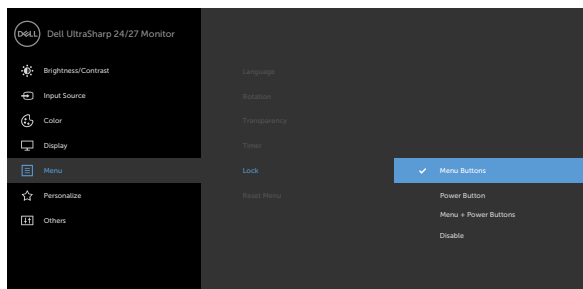 DELL
Dell UltraSharp 24/27 Monitor
Brightness/Contrast
Input Source
Color
Display
Menu
Personalize
Others
Language
Rotation
Transparency
Timer
Lock
Reset Menu
Menu Buttons
Power Button
Menu + Power Buttons
Disable